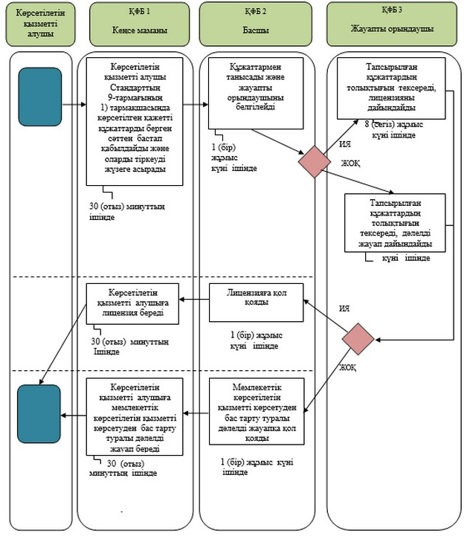 Көрсетілетін
қызметті
алушы
ҚФБ 1
Кеңсе маманы
ҚФБ 2
Басшы
ҚФБ 3
Жауапты орындаушы
Көрсетілетін
қызметті алушы
Стандарттың
9-тармағының
1) тармақшасында
көрсетілген қажетті
құжаттарды берген
сәттен бастап
қабылдайды және
оларды тіркеуді
жүзеге асырады
30 (отыз) минуттың
ішінде
Құжаттармен
танысады және
жауапты
орындаушыны
белгілейді
1 (бір)
жұмыс
күні ішінде
Тапсырылған
құжаттардың
толықтығын тексереді,
лицензияны
дайындайды
8 (сегіз) жұмыс
күні ішінде
ИЯ
ЖОҚ
Тапсырылған
құжаттардың
толықтығын
тексереді, дәлелді
жауап дайындайды
күні ішінде
Көрсетілетін
қызметті алушыға
лицензия береді
30 (отыз) минуттың
Ішінде
Лицензияға қол
қояды
1 (бір) жұмыс
күні ішінде
ИЯ
ЖОҚ
Көрсетілетін
қызметті алушыға
мемлекеттік
көрсетілетін қызметті
көрсетуден бас тарту
туралы дәлелді
жауап береді
30 (отыз)
минуттың ішінде
Мемлекеттік
көрсетілетін
қызметті көрсетуден
бас тарту туралы
дәлелді жауапқа қол
қояды
1 (бір) жұмыс күні
ішінде